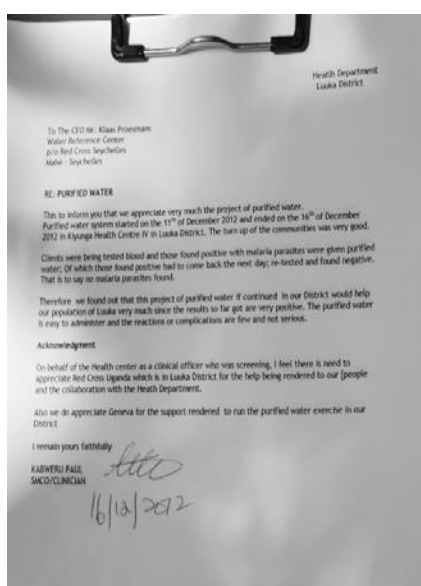 Heatlh Department
Luuka District
To The CEO Mr. Klaas Proesmans
Water Reference Center
p/o Red Cross Seychelles
Mahé - Seychelles
RE: PURIFIED WATER
This to inform you that we appreciate very much the project of purified water.
Purified water system started on the 11th of December 2012 and ended on the 16th of December
2012 in Kiyunga Health Centre IV in Luuka District. The turn up of the communities was very good.
Clients were being tested blood and those found positive with malaria parasites were given purified
water; Of which those found positive had to come back the next day; re-tested and found negative.
That is to say no malaria parasites found.
Therefore we found out that this project of purified water if continued in our District would help
our population of Luuka very much since the results so far got are very positive. The purified water
is easy to administer and the reactions or complications are few and not serious.
Acknowledgment
On behalf of the Health center as a clinical officer who was screening, I feel there is need to
appreciate Red Cross Uganda which is in Luuka District for the help being rendered to our [people
and the collaboration with the Heath Department.
Also we do appreciate Geneva for the support rendered to run the purified water exercise in our
District
I remain yours faithfully
KABWERU PAUL
SMCO/CLINICIAN
16/12/2012